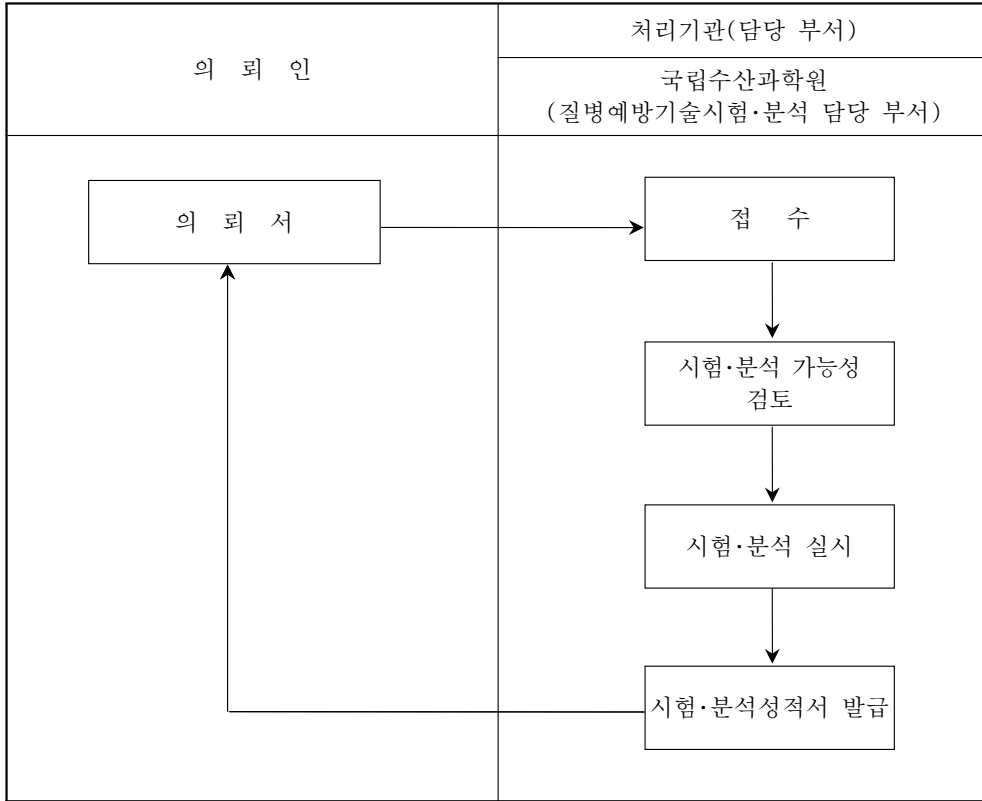 의 뢰 인
처리기관(담당 부서)
국립수산과학원
(질병예방기술시험·분석 담당 부서)
의 뢰 서
접 수
시험·분석 가능성
검토
시험·분석 실시
시험·분석성적서 발급